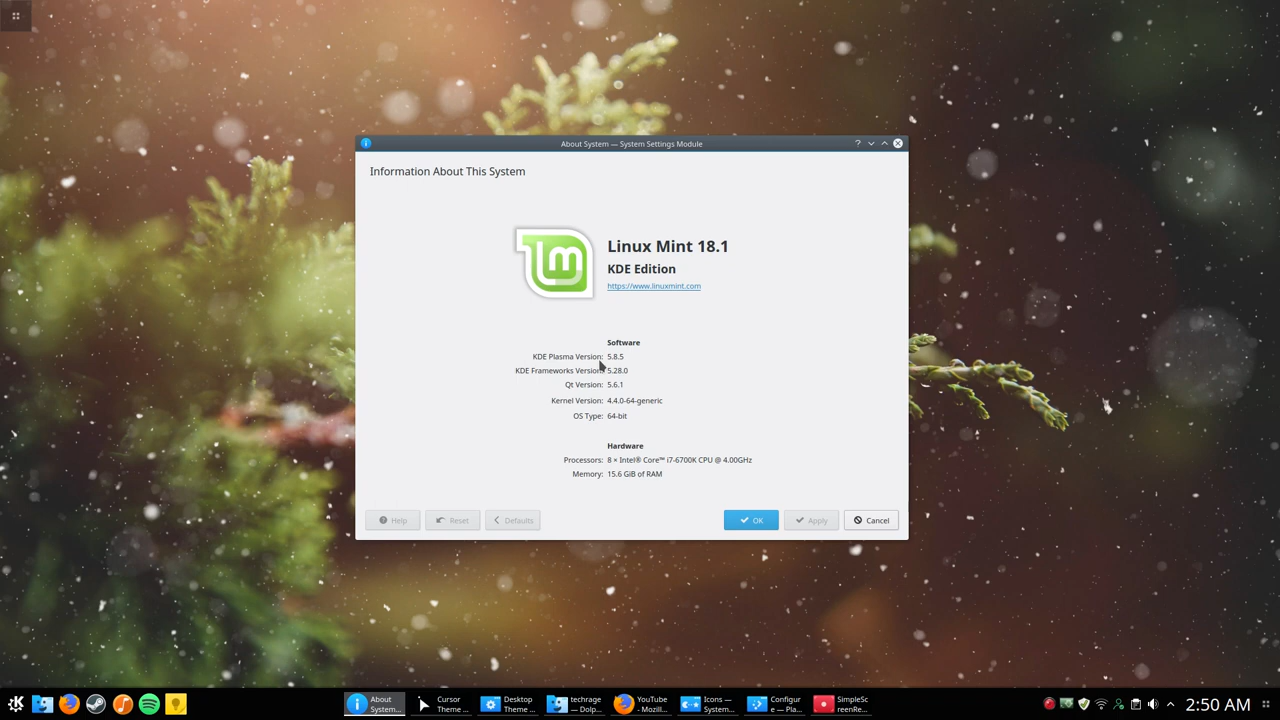 About System — System Settings Module
Information About This System
Linux Mint 18.1
KDE Edition
https://www.linuxmint.com
Software
KDE Plasma Version: 5.8.5
KDE Frameworks Version: 5.28.0
Qt Version: 5.6.1
Kernel Version: 4.4.0-64-generic
OS Type: 64-bit
Hardware
Processors: 8 × Intel® Core™ i7-6700K CPU @ 4.00GHz
Memory: 15.6 GiB of RAM
Help Reset Defaults OK Apply Cancel
About
System...
Cursor
Theme ...
Desktop
Theme ...
techrage
— Dolp...
YouTube
- Mozill...
Icons —
System...
Configur
e — Pla...
SimpleSc
reenRe...
2:50 AM